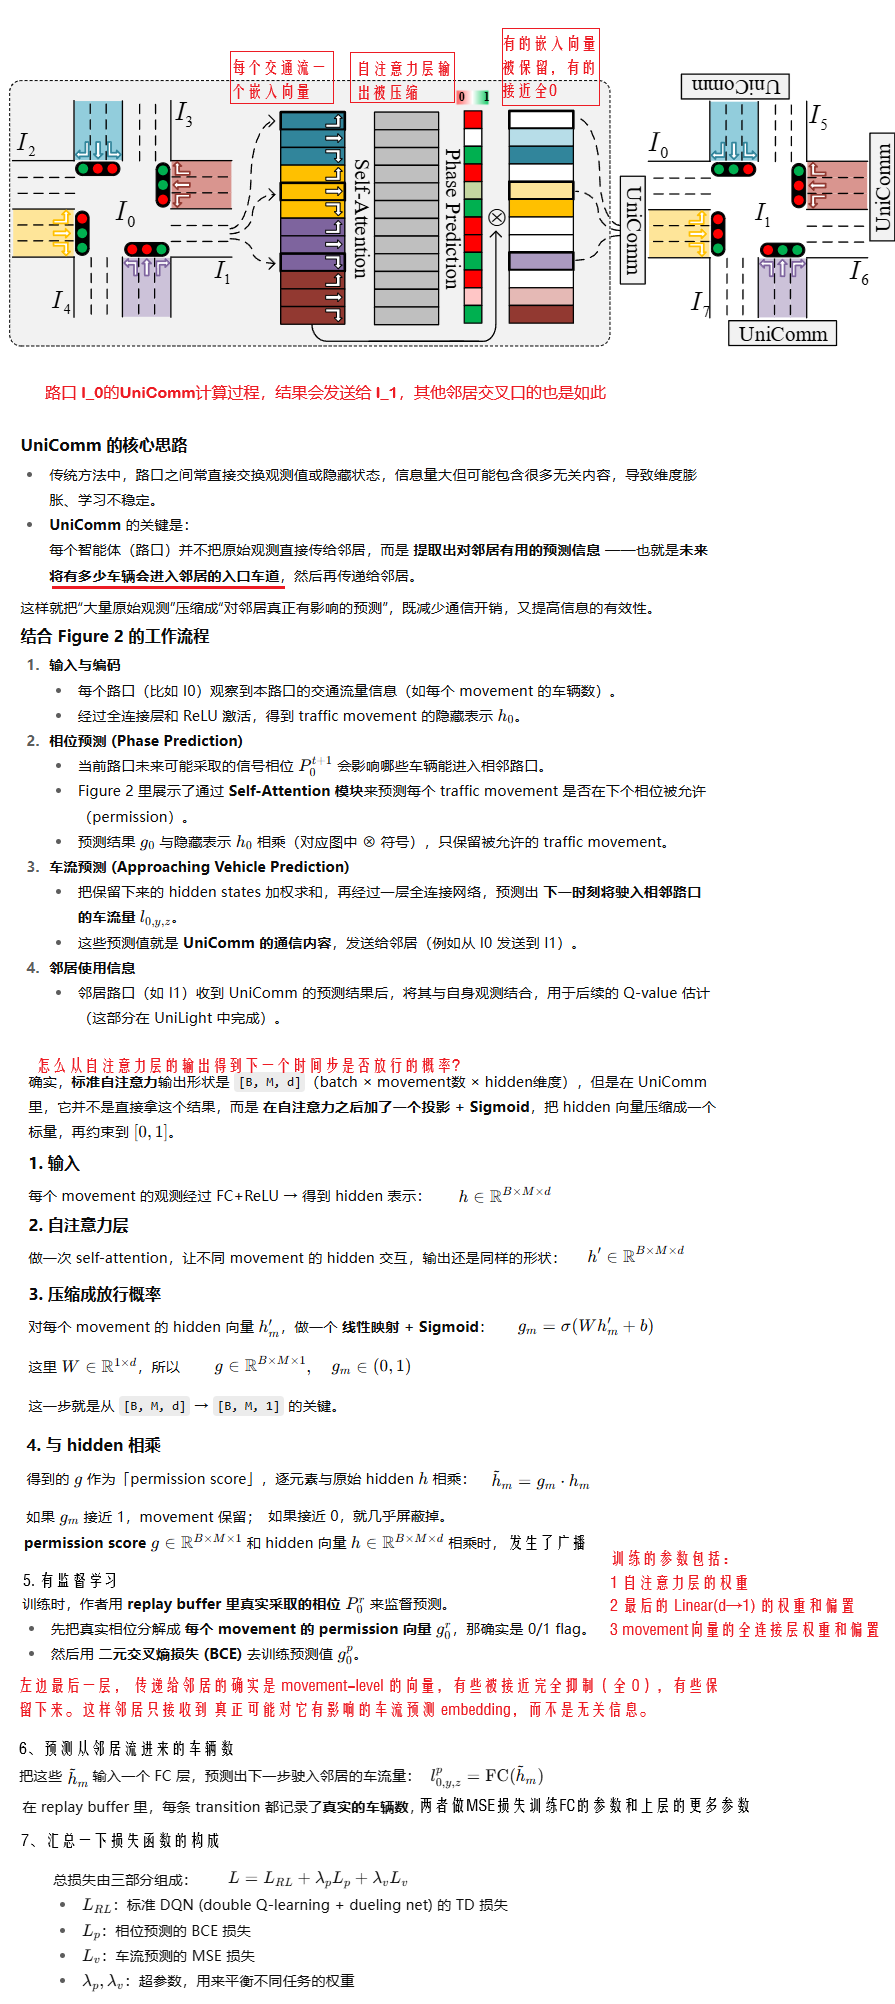 每个交通流一
个嵌入向量
自注意力层输
出被压缩
有的嵌入向量
被保留，有的
接近全0
0 1
UniComm
I_2
I_3
I_0
I_1
I_4
Self-Attention
Phase Prediction
⊗
I_0
I_5
I_1
I_6
I_7
UniComm
UniComm
UniComm
路口 I_0的UniComm计算过程，结果会发送给 I_1，其他邻居交叉口的也是如此
UniComm 的核心思路
• 传统方法中，路口之间常直接交换观测值或隐藏状态，信息量大但可能包含很多无关内容，导致维度膨
胀、学习不稳定。
• UniComm 的关键是：
每个智能体（路口）并不把原始观测直接传给邻居，而是 提取出对邻居有用的预测信息 ——也就是未来
将有多少车辆会进入邻居的入口车道，然后再传递给邻居。
这样就把“大量原始观测”压缩成“对邻居真正有影响的预测”，既减少通信开销，又提高信息的有效性。
结合 Figure 2 的工作流程
1. 输入与编码
• 每个路口（比如 I0）观察到本路口的交通流量信息（如每个 movement 的车辆数）。
• 经过全连接层和 ReLU 激活，得到 traffic movement 的隐藏表示 h_0。
2. 相位预测 (Phase Prediction)
• 当前路口未来可能采取的信号相位 P_0^{t+1} 会影响哪些车辆能进入相邻路口。
• Figure 2 里展示了通过 Self-Attention 模块来预测每个 traffic movement 是否在下个相位被允许
（permission）。
• 预测结果 g_0 与隐藏表示 h_0 相乘（对应图中 ⊗ 符号），只保留被允许的 traffic movement。
3. 车流预测 (Approaching Vehicle Prediction)
• 把保留下来的 hidden states 加权求和，再经过一层全连接网络，预测出 下一时刻将驶入相邻路口
的车流量 l_{0,y,z}。
• 这些预测值就是 UniComm 的通信内容，发送给邻居（例如从 I0 发送到 I1）。
4. 邻居使用信息
• 邻居路口（如 I1）收到 UniComm 的预测结果后，将其与自身观测结合，用于后续的 Q-value 估计
（这部分在 UniLight 中完成）。
怎么从自注意力层的输出得到下一个时间步是否放行的概率?
确实，标准自注意力输出形状是 [B, M, d]（batch × movement数 × hidden维度），但是在 UniComm
里，它并不是直接拿这个结果，而是 在自注意力之后加了一个投影 + Sigmoid，把 hidden 向量压缩成一个
标量，再约束到 [0, 1]。
1. 输入
每个 movement 的观测经过 FC+ReLU → 得到 hidden 表示： h ∈ ℝ^{B×M×d}
2. 自注意力层
做一次 self-attention，让不同 movement 的 hidden 交互，输出还是同样的形状： h′ ∈ ℝ^{B×M×d}
3. 压缩成放行概率
对每个 movement 的 hidden 向量 h′_m，做一个 线性映射 + Sigmoid： g_m = σ(Wh′_m + b)
这里 W ∈ ℝ^{1×d}，所以 g ∈ ℝ^{B×M×1}, g_m ∈ (0, 1)
这一步就是从 [B, M, d] → [B, M, 1] 的关键。
4. 与 hidden 相乘
得到的 g 作为「permission score」，逐元素与原始 hidden h 相乘： h̃_m = g_m · h_m
如果 g_m 接近 1，movement 保留； 如果接近 0，就几乎屏蔽掉。
permission score g ∈ ℝ^{B×M×1} 和 hidden 向量 h ∈ ℝ^{B×M×d} 相乘时，发生了广播
5. 有监督学习
训练时，作者用 replay buffer 里真实采取的相位 P_0^r 来监督预测。
• 先把真实相位分解成 每个 movement 的 permission 向量 g_0^r，那确实是 0/1 flag。
• 然后用 二元交叉熵损失 (BCE) 去训练预测值 g_0^p。
训练的参数包括：
1 自注意力层的权重
2 最后的 Linear(d→1) 的权重和偏置
3 movement向量的全连接层权重和偏置
左边最后一层， 传递给邻居的确实是 movement-level 的向量，有些被接近完全抑制（全 0），有些保
留下来。这样邻居只接收到 真正可能对它有影响的车流预测 embedding，而不是无关信息。
6、预测从邻居流进来的车辆数
把这些 h̃_m 输入一个 FC 层，预测出下一步驶入邻居的车流量： l_{0,y,z}^p = FC(h̃_m)
在 replay buffer 里，每条 transition 都记录了真实的车辆数，两者做MSE损失训练FC的参数和上层的更多参数
7、汇总一下损失函数的构成
总损失由三部分组成： L = L_{RL} + λ_p L_p + λ_v L_v
• L_{RL}：标准 DQN (double Q-learning + dueling net) 的 TD 损失
• L_p：相位预测的 BCE 损失
• L_v：车流预测的 MSE 损失
• λ_p, λ_v：超参数，用来平衡不同任务的权重